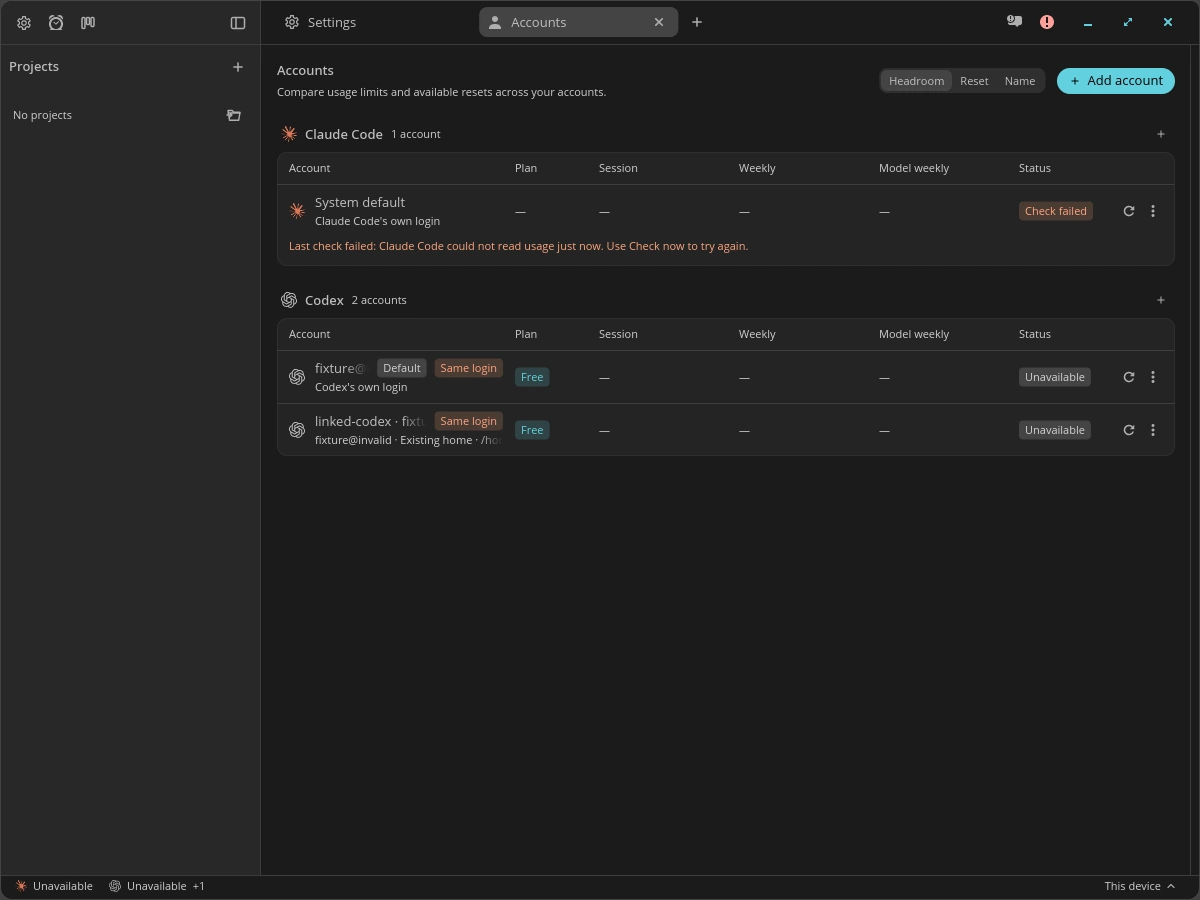 Settings
Accounts
Projects
No projects
Accounts
Compare usage limits and available resets across your accounts.
Headroom Reset Name
Add account
Claude Code 1 account
Account Plan Session Weekly Model weekly Status
System default
Claude Code's own login
— — — — Check failed
Last check failed: Claude Code could not read usage just now. Use Check now to try again.
Codex 2 accounts
Account Plan Session Weekly Model weekly Status
fixture@ Default Same login
Codex's own login
Free — — — Unavailable
linked-codex · fixtu Same login
fixture@invalid · Existing home · /ho
Free — — — Unavailable
Unavailable Unavailable +1
This device